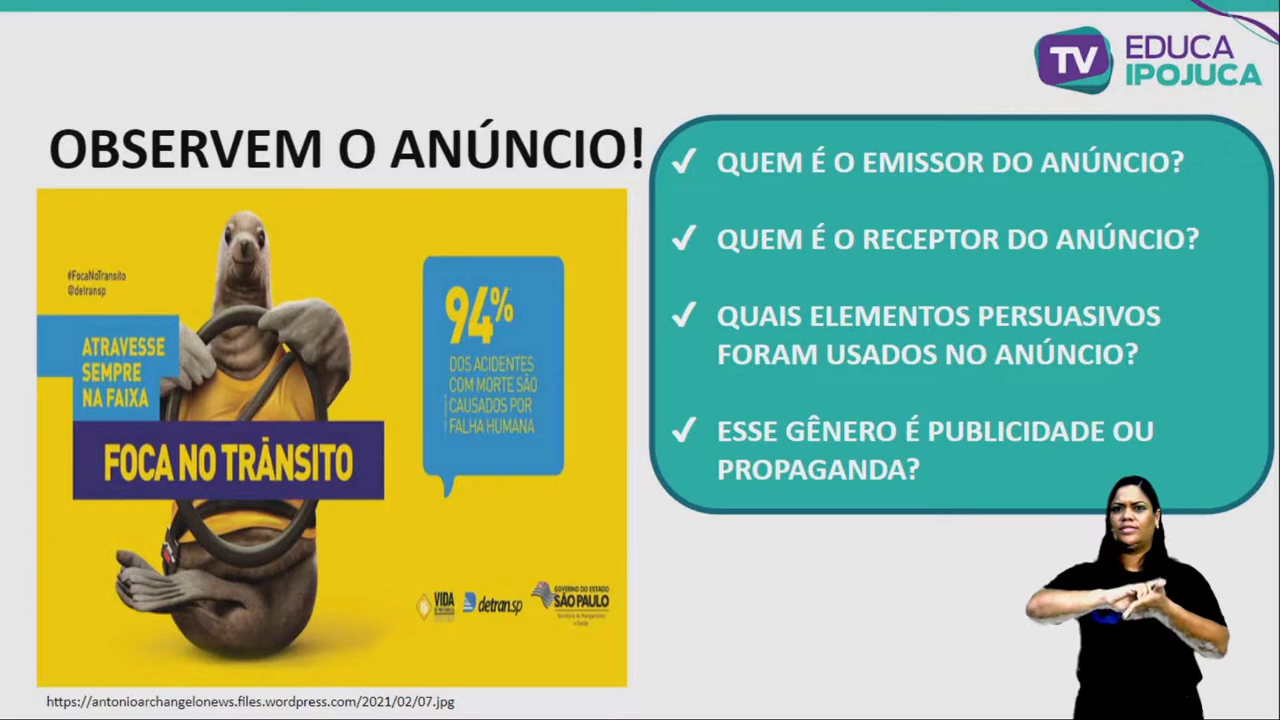 TV EDUCA
IPOJUCA
OBSERVEM O ANÚNCIO!
#FocaNoTransito
@detransp
ATRAVESSE
SEMPRE
NA FAIXA
FOCA NO TRÂNSITO
94%
DOS ACIDENTES
COM MORTE SÃO
CAUSADOS POR
FALHA HUMANA
VIDA
detran.sp
GOVERNO DO ESTADO
SÃO PAULO
https://antonioarchangelonews.files.wordpress.com/2021/02/07.jpg
✓ QUEM É O EMISSOR DO ANÚNCIO?
✓ QUEM É O RECEPTOR DO ANÚNCIO?
✓ QUAIS ELEMENTOS PERSUASIVOS
FORAM USADOS NO ANÚNCIO?
✓ ESSE GÊNERO É PUBLICIDADE OU
PROPAGANDA?